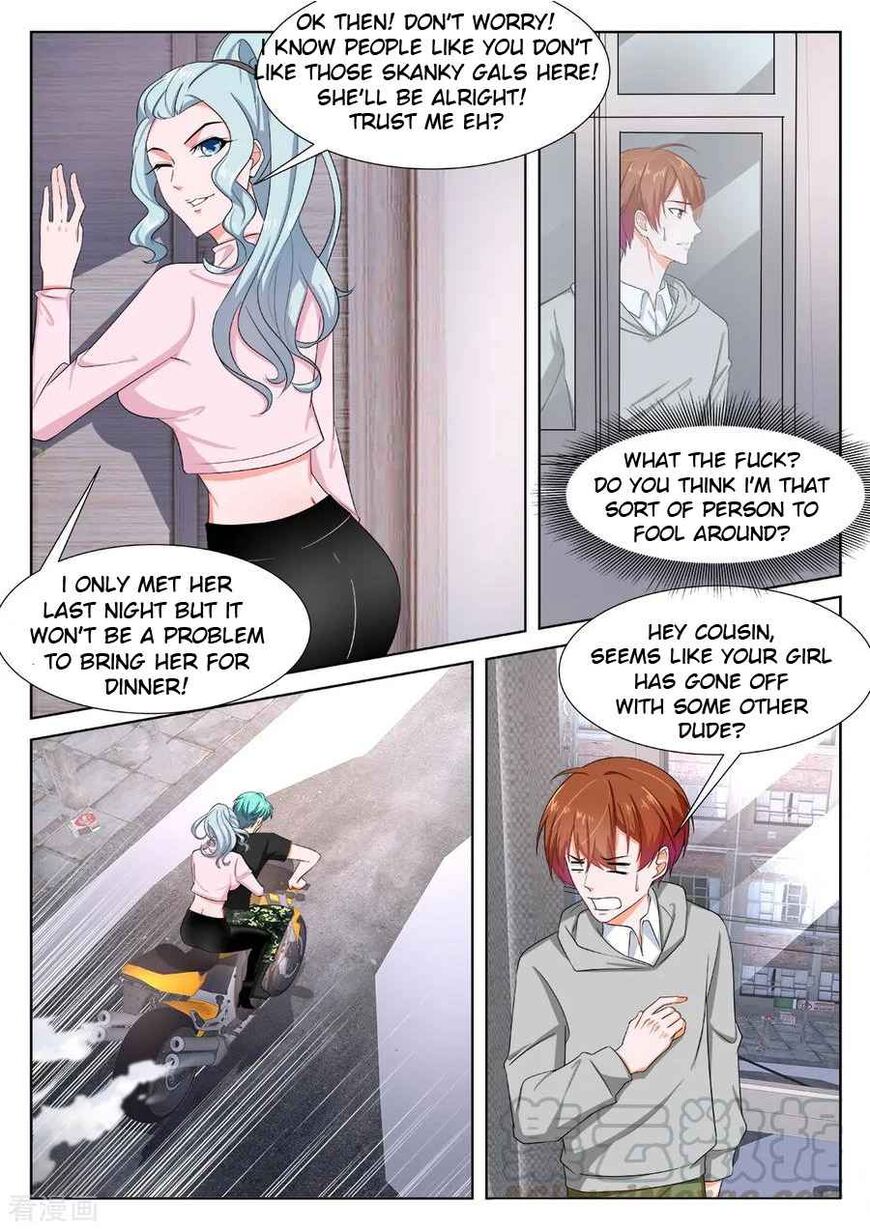 OK THEN! DON'T WORRY!
I KNOW PEOPLE LIKE YOU DON'T
LIKE THOSE SKANKY GALS HERE!
SHE'LL BE ALRIGHT!
TRUST ME EH?
WHAT THE FUCK?
DO YOU THINK I'M THAT
SORT OF PERSON TO
FOOL AROUND?
I ONLY MET HER
LAST NIGHT BUT IT
WON'T BE A PROBLEM
TO BRING HER FOR
DINNER!
HEY COUSIN,
SEEMS LIKE YOUR GIRL
HAS GONE OFF
WITH SOME OTHER
DUDE?
看漫画